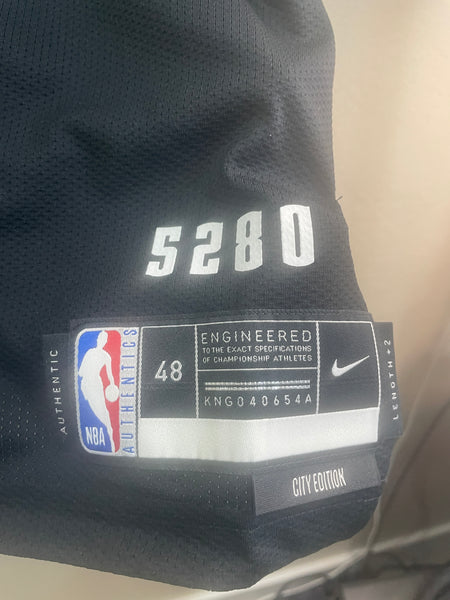 5280
AUTHENTIC
NBA
AUTHENTICS
48
ENGINEERED
TO THE EXACT SPECIFICATIONS
OF CHAMPIONSHIP ATHLETES
KNG040654A
LENGTH +2
CITY EDITION